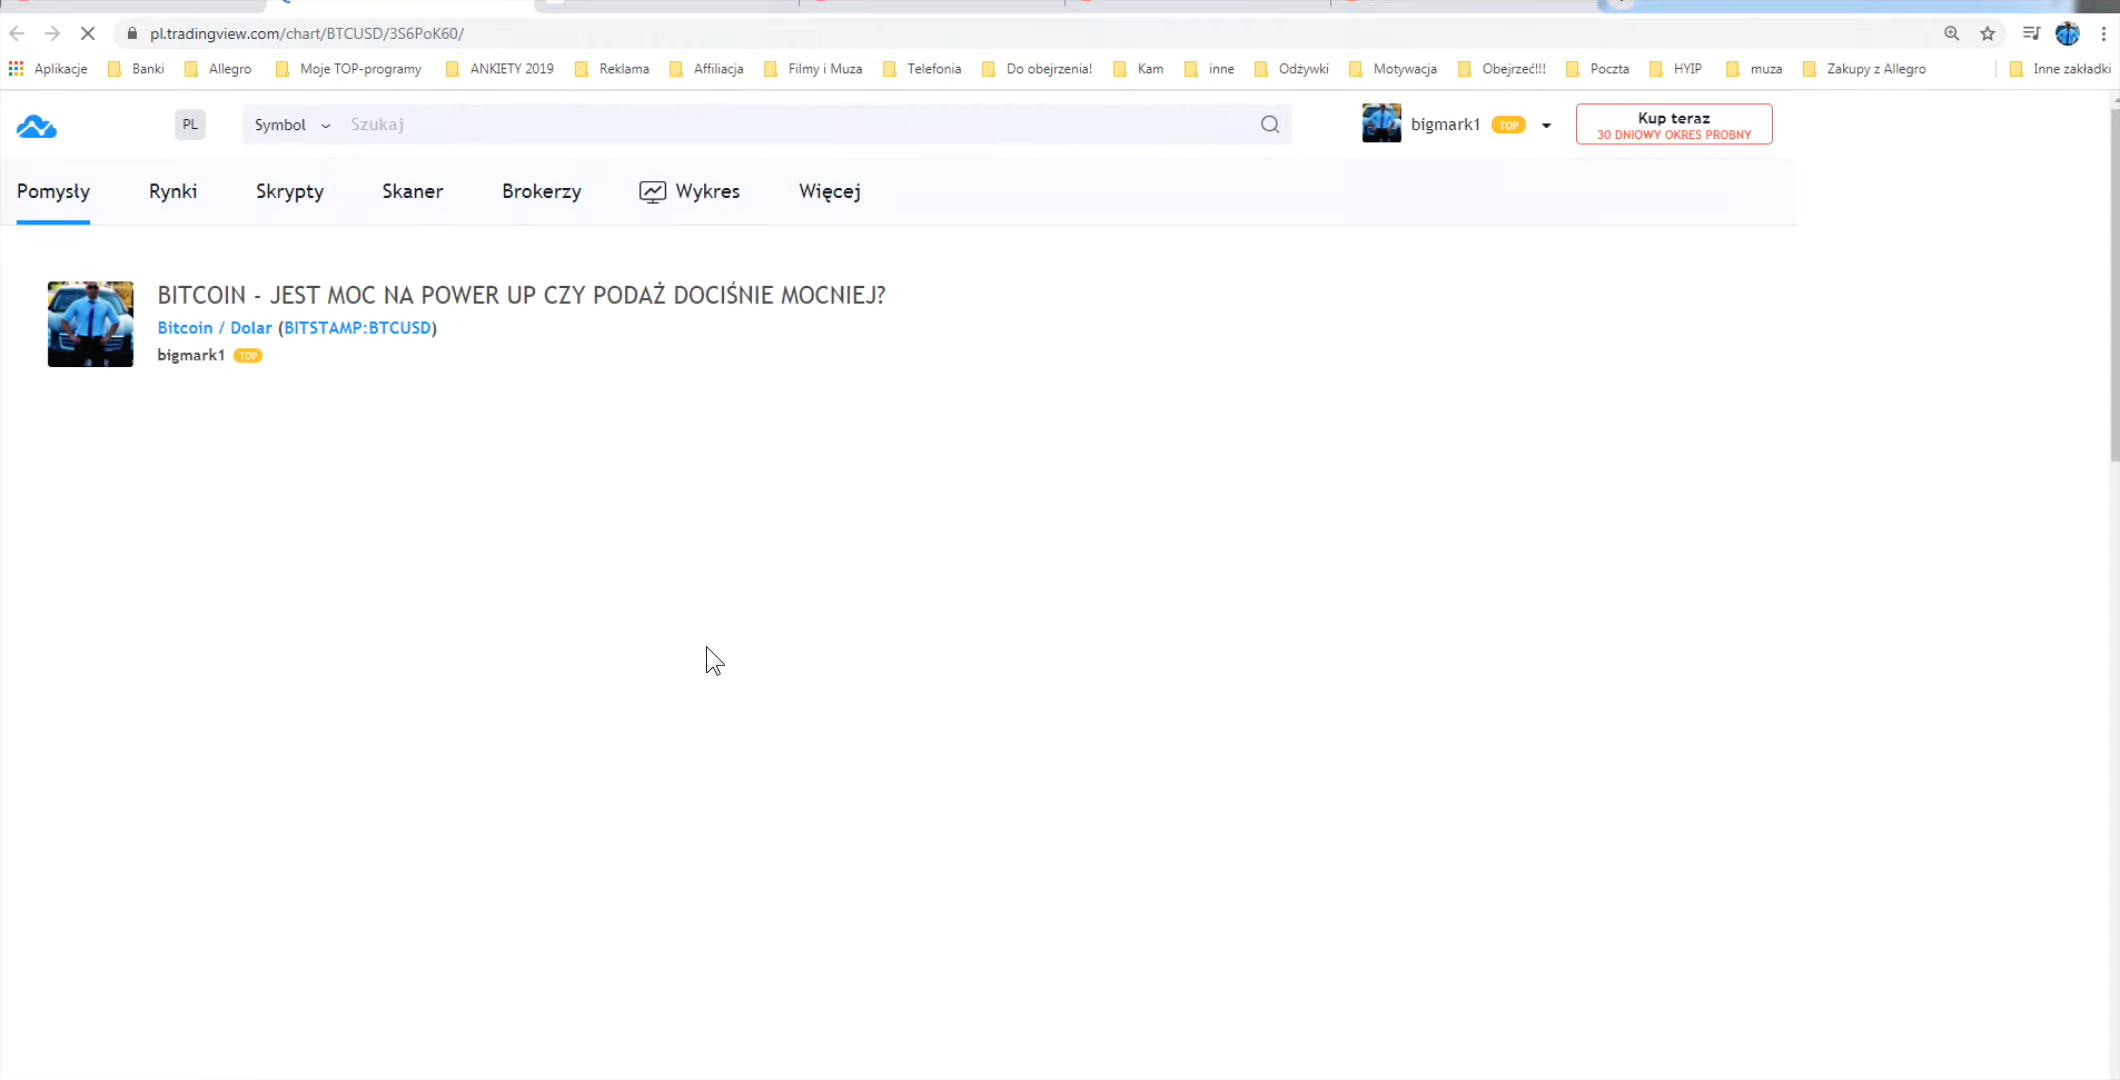 pl.tradingview.com/chart/BTCUSD/3S6PoK60/
Aplikacje Banki Allegro Moje TOP-programy ANKIETY 2019 Reklama Affiliacja Filmy i Muza Telefonia Do obejrzenia! Kam inne Odżywki Motywacja Obejrzeć!!! Poczta HYIP muza Zakupy z Allegro Inne zakładki
PL Symbol Szukaj bigmark1 TOP Kup teraz
30 DNIOWY OKRES PROBNY
Pomysły Rynki Skrypty Skaner Brokerzy Wykres Więcej
BITCOIN - JEST MOC NA POWER UP CZY PODAŻ DOCIŚNIE MOCNIEJ?
Bitcoin / Dolar (BITSTAMP:BTCUSD)
bigmark1 TOP